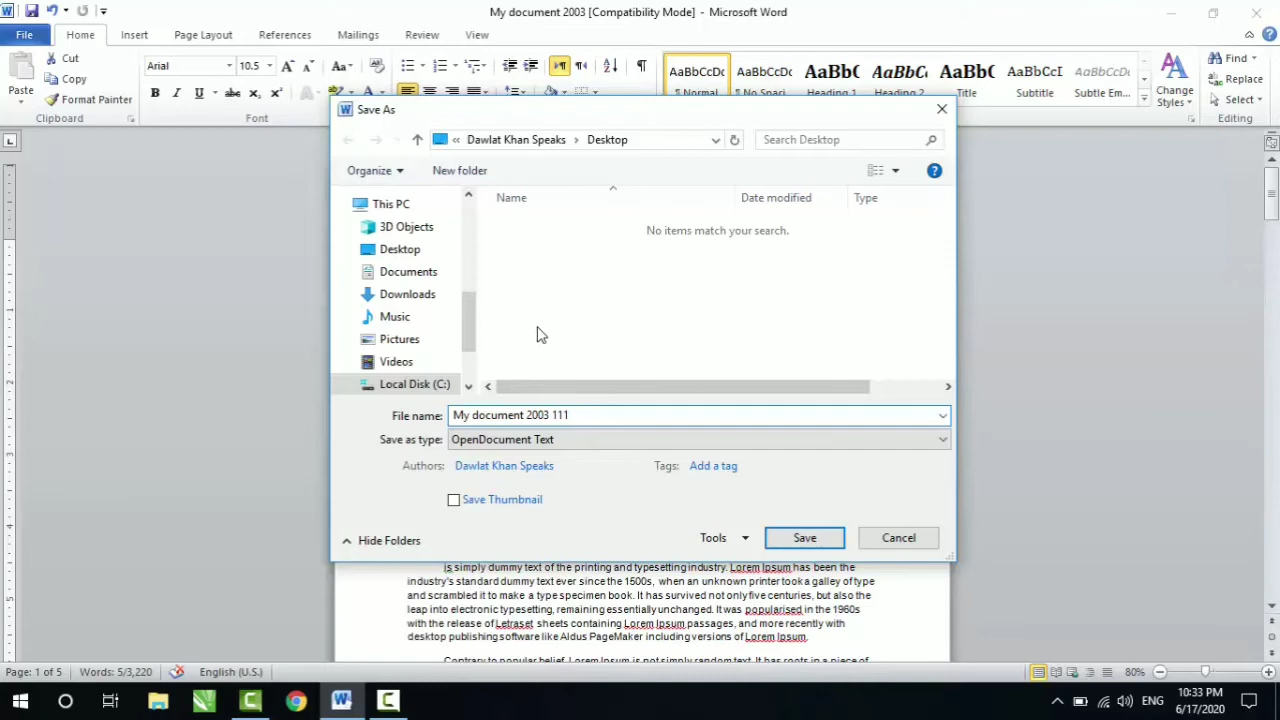 My document 2003 [Compatibility Mode] - Microsoft Word
File Home Insert Page Layout References Mailings Review View
Cut
Copy
Format Painter
Paste
Clipboard
Arial 10.5
Font
AaBbCcDc AaBbCcDc AaBbC AaBbCc AaBbC AaBbCcI AaBbCcDc
¶ Normal ¶ No Spaci... Heading 1 Heading 2 Title Subtitle Subtle Em...
Change
Styles
Find
Replace
Select
Editing
Save As
« Dawlat Khan Speaks › Desktop
Search Desktop
Organize New folder
Name Date modified Type
No items match your search.
This PC
3D Objects
Desktop
Documents
Downloads
Music
Pictures
Videos
Local Disk (C:)
File name: My document 2003 111
Save as type: OpenDocument Text
Authors: Dawlat Khan Speaks Tags: Add a tag
Save Thumbnail
Hide Folders Tools Save Cancel
is simply dummy text of the printing and typesetting industry. Lorem Ipsum has been the
industry's standard dummy text ever since the 1500s, when an unknown printer took a galley of type
and scrambled it to make a type specimen book. It has survived not only five centuries, but also the
leap into electronic typesetting, remaining essentially unchanged. It was popularised in the 1960s
with the release of Letraset sheets containing Lorem Ipsum passages, and more recently with
desktop publishing software like Aldus PageMaker including versions of Lorem Ipsum.
Contrary to popular belief, Lorem Ipsum is not simply random text. It has roots in a piece of
Page: 1 of 5 Words: 5/3,220 English (U.S.) 80%
ENG
10:33 PM
6/17/2020